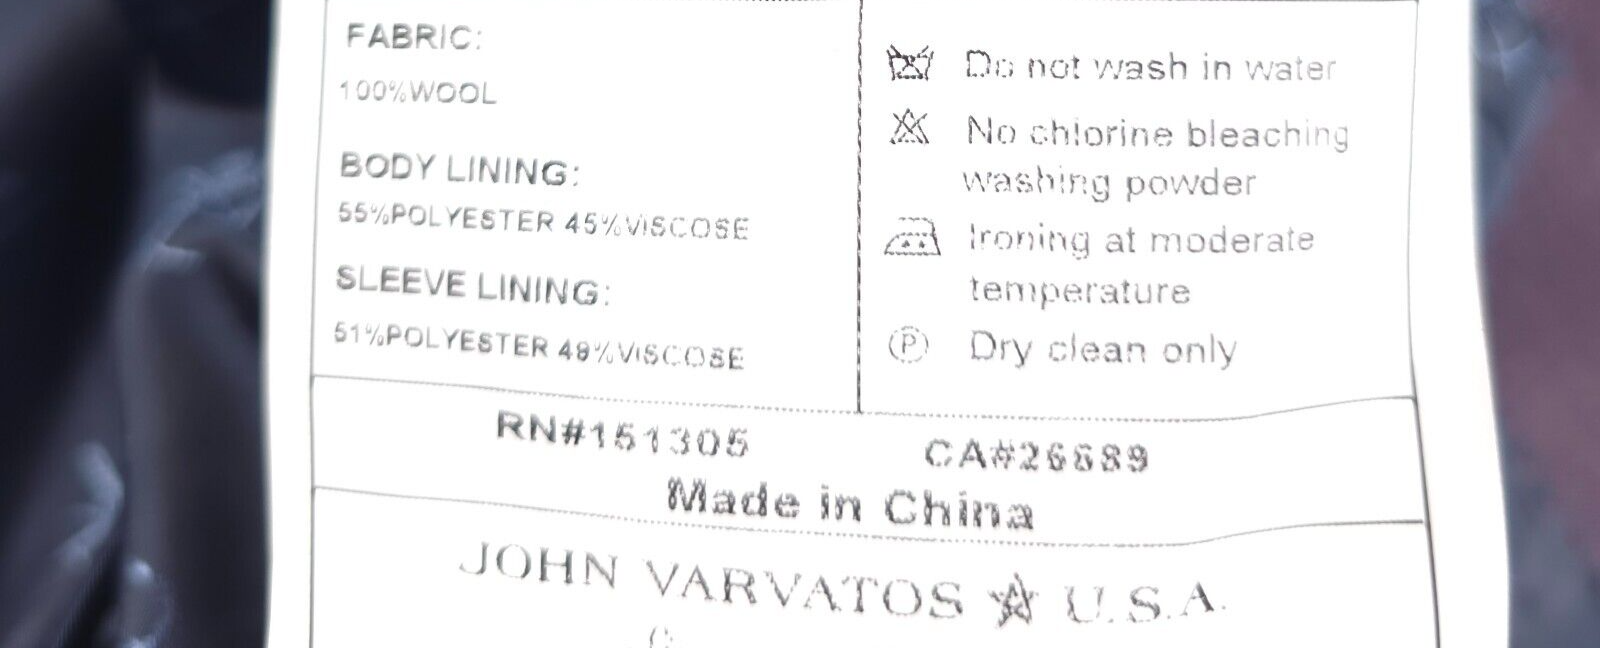 FABRIC:
100%WOOL
BODY LINING:
55%POLYESTER 45%VISCOSE
SLEEVE LINING:
51%POLYESTER 49%VISCOSE
Do not wash in water
No chlorine bleaching
washing powder
Ironing at moderate
temperature
P Dry clean only
RN#151305 CA#26689
Made in China
JOHN VARVATOS ☆ U.S.A.